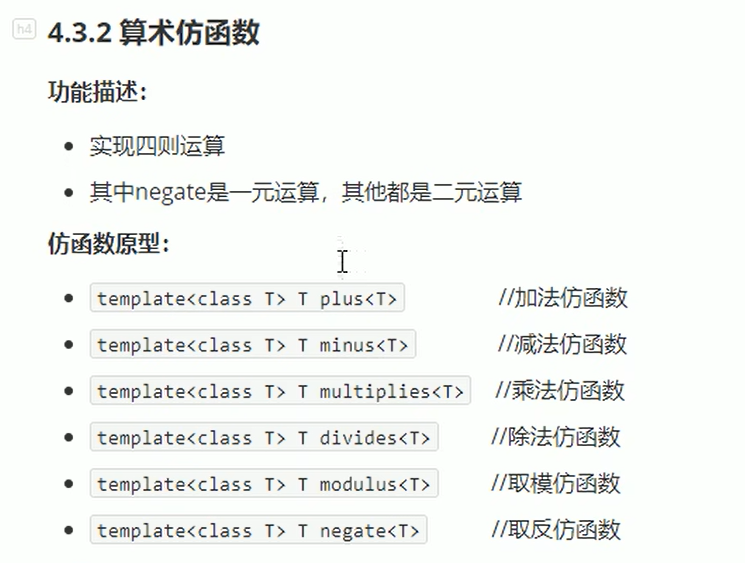 h4
4.3.2 算术仿函数
功能描述：
实现四则运算
其中negate是一元运算，其他都是二元运算
仿函数原型：
template<class T> T plus<T> //加法仿函数
template<class T> T minus<T> //减法仿函数
template<class T> T multiplies<T> //乘法仿函数
template<class T> T divides<T> //除法仿函数
template<class T> T modulus<T> //取模仿函数
template<class T> T negate<T> //取反仿函数